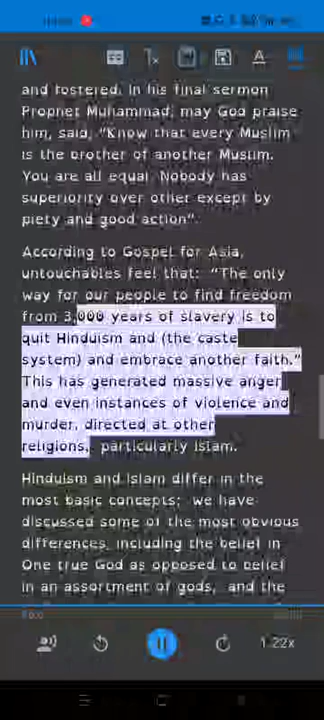 and fostered. In his final sermon
Prophet Muhammad, may God praise
him, said, “Know that every Muslim
is the brother of another Muslim.
You are all equal. Nobody has
superiority over other except by
piety and good action”.
According to Gospel for Asia,
untouchables feel that: “The only
way for our people to find freedom
from 3,000 years of slavery is to
quit Hinduism and (the caste
system) and embrace another faith.”
This has generated massive anger
and even instances of violence and
murder, directed at other
religions, particularly Islam.
Hinduism and Islam differ in the
most basic concepts; we have
discussed some of the most obvious
differences, including the belief in
One true God as opposed to belief
in an assortment of gods, and the
1.22x